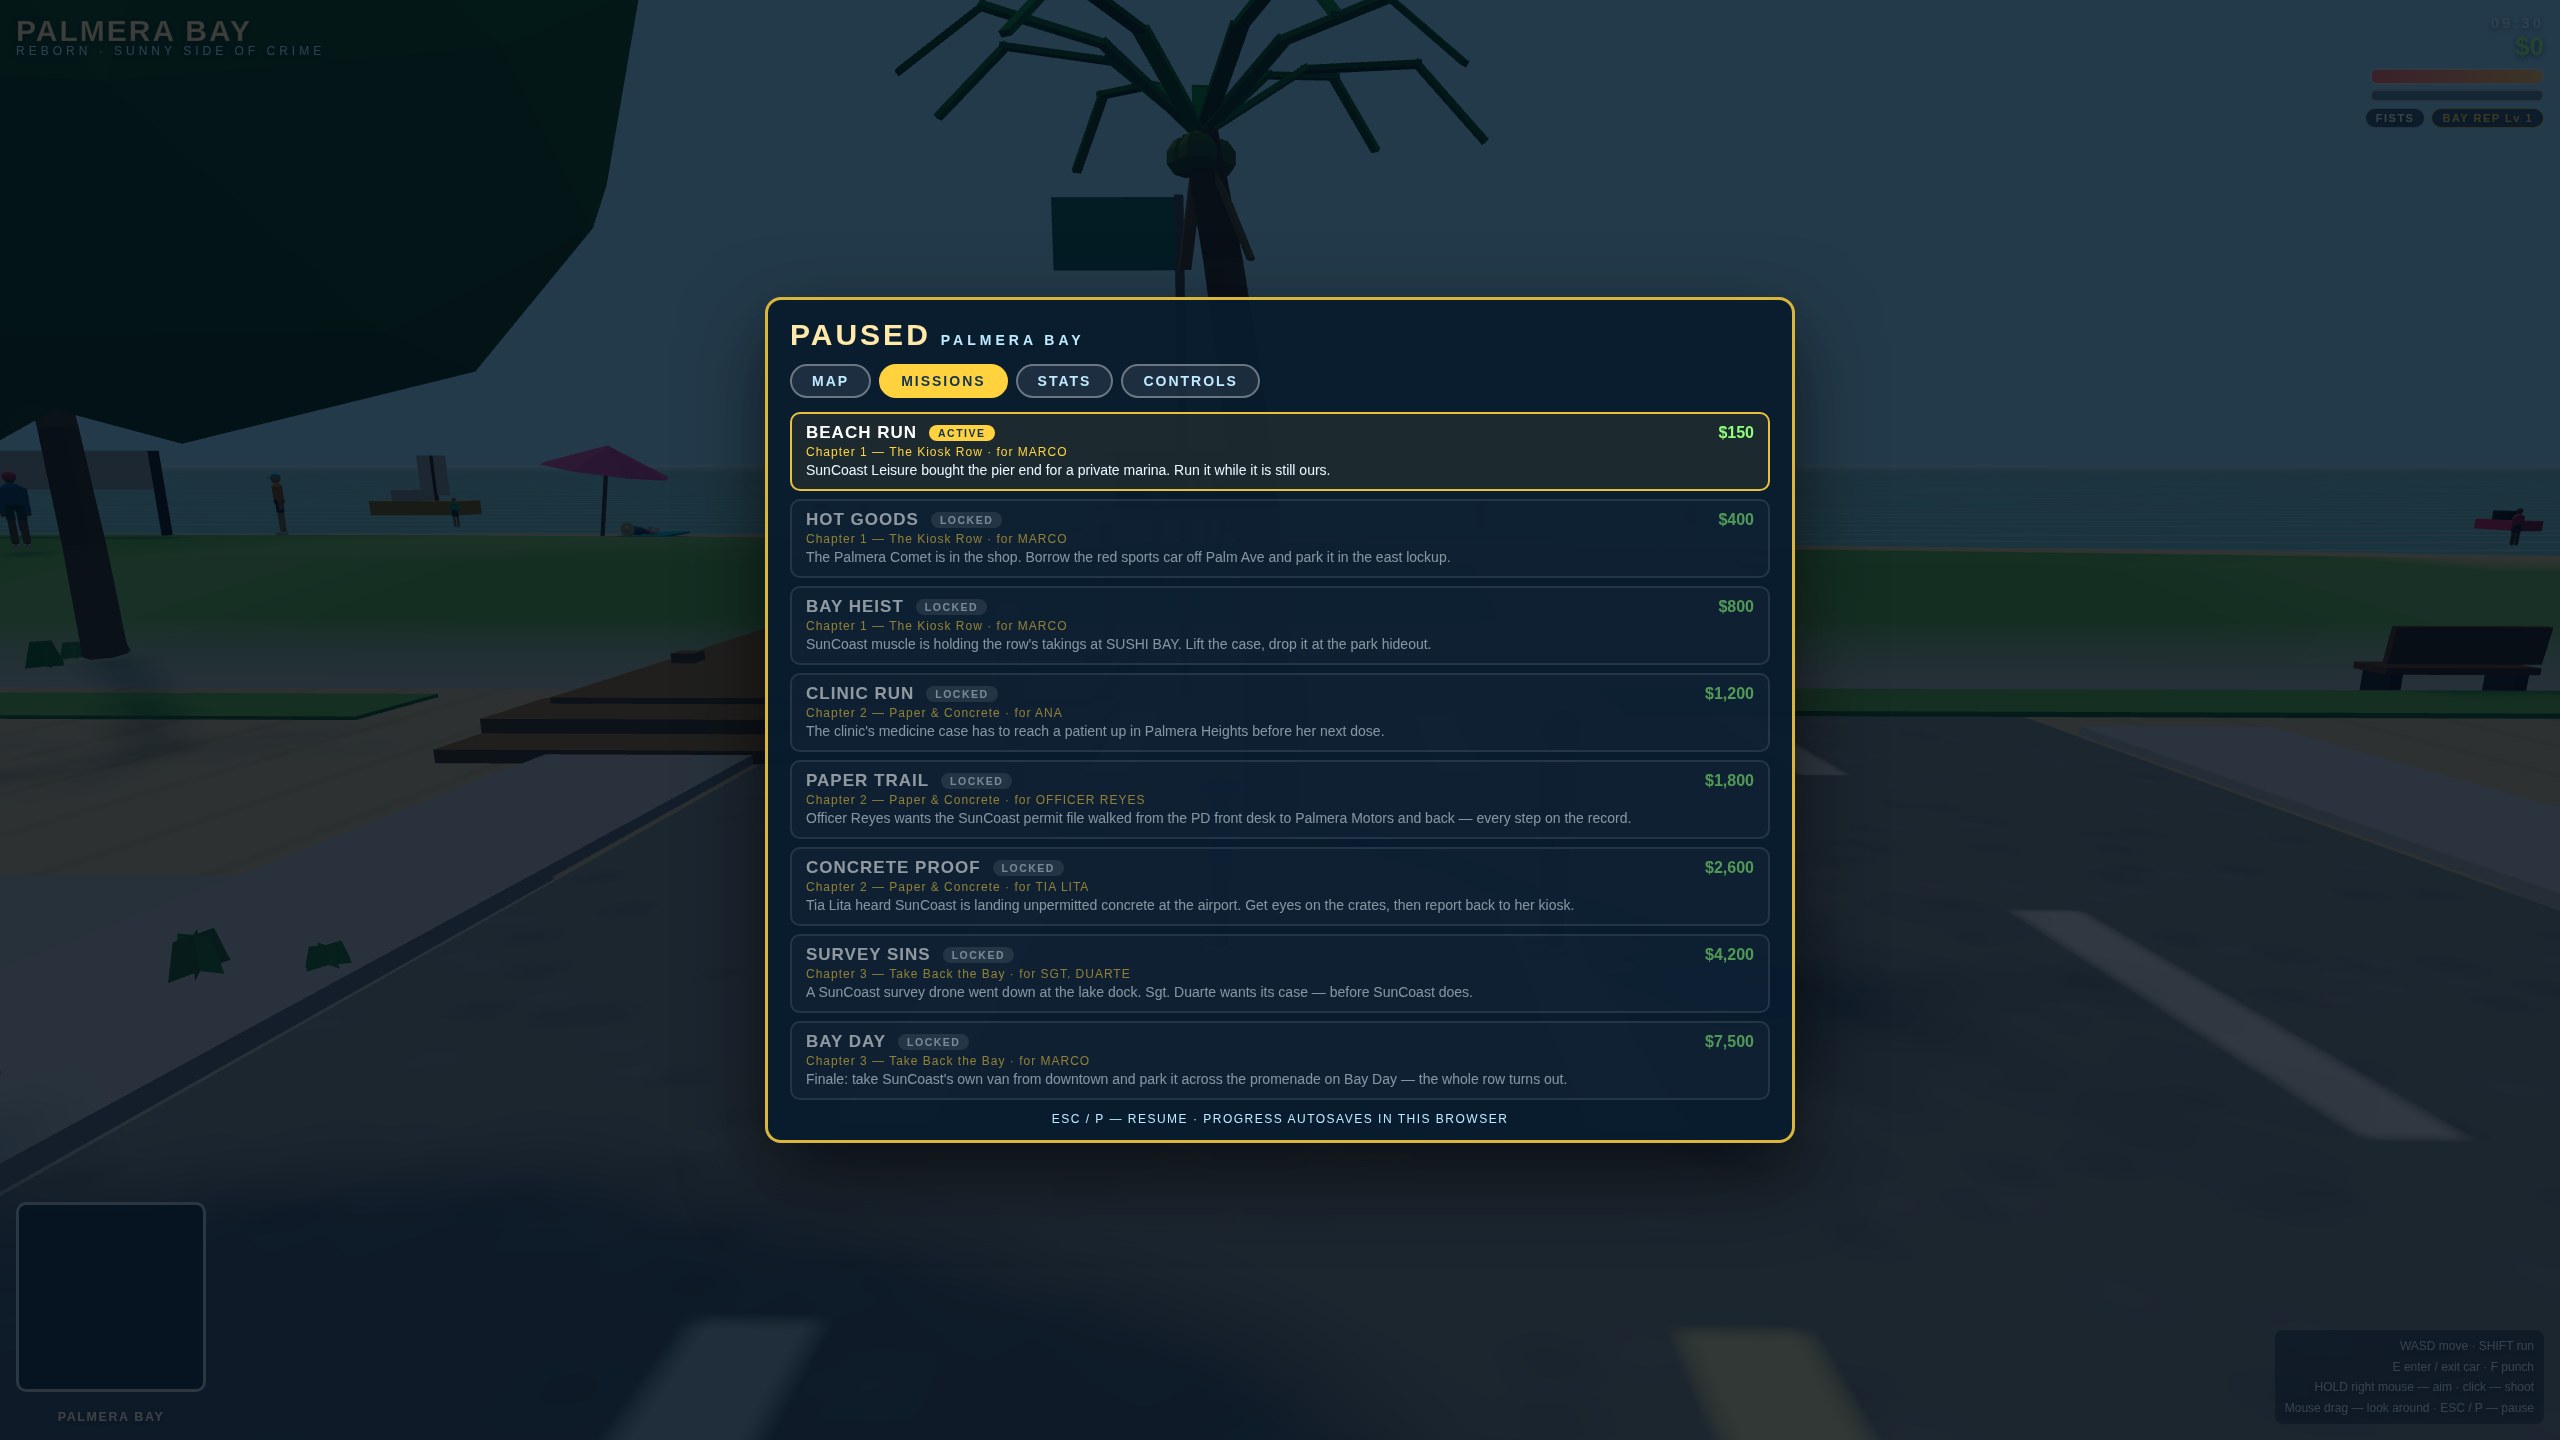 PALMERA BAY
REBORN · SUNNY SIDE OF CRIME
09:30
$0
FISTS
BAY REP Lv 1
PAUSED PALMERA BAY
MAP
MISSIONS
STATS
CONTROLS
BEACH RUN ACTIVE $150
Chapter 1 — The Kiosk Row · for MARCO
SunCoast Leisure bought the pier end for a private marina. Run it while it is still ours.
HOT GOODS LOCKED $400
Chapter 1 — The Kiosk Row · for MARCO
The Palmera Comet is in the shop. Borrow the red sports car off Palm Ave and park it in the east lockup.
BAY HEIST LOCKED $800
Chapter 1 — The Kiosk Row · for MARCO
SunCoast muscle is holding the row's takings at SUSHI BAY. Lift the case, drop it at the park hideout.
CLINIC RUN LOCKED $1,200
Chapter 2 — Paper & Concrete · for ANA
The clinic's medicine case has to reach a patient up in Palmera Heights before her next dose.
PAPER TRAIL LOCKED $1,800
Chapter 2 — Paper & Concrete · for OFFICER REYES
Officer Reyes wants the SunCoast permit file walked from the PD front desk to Palmera Motors and back — every step on the record.
CONCRETE PROOF LOCKED $2,600
Chapter 2 — Paper & Concrete · for TIA LITA
Tia Lita heard SunCoast is landing unpermitted concrete at the airport. Get eyes on the crates, then report back to her kiosk.
SURVEY SINS LOCKED $4,200
Chapter 3 — Take Back the Bay · for SGT. DUARTE
A SunCoast survey drone went down at the lake dock. Sgt. Duarte wants its case — before SunCoast does.
BAY DAY LOCKED $7,500
Chapter 3 — Take Back the Bay · for MARCO
Finale: take SunCoast's own van from downtown and park it across the promenade on Bay Day — the whole row turns out.
ESC / P — RESUME · PROGRESS AUTOSAVES IN THIS BROWSER
PALMERA BAY
WASD move · SHIFT run
E enter / exit car · F punch
HOLD right mouse — aim · click — shoot
Mouse drag — look around · ESC / P — pause